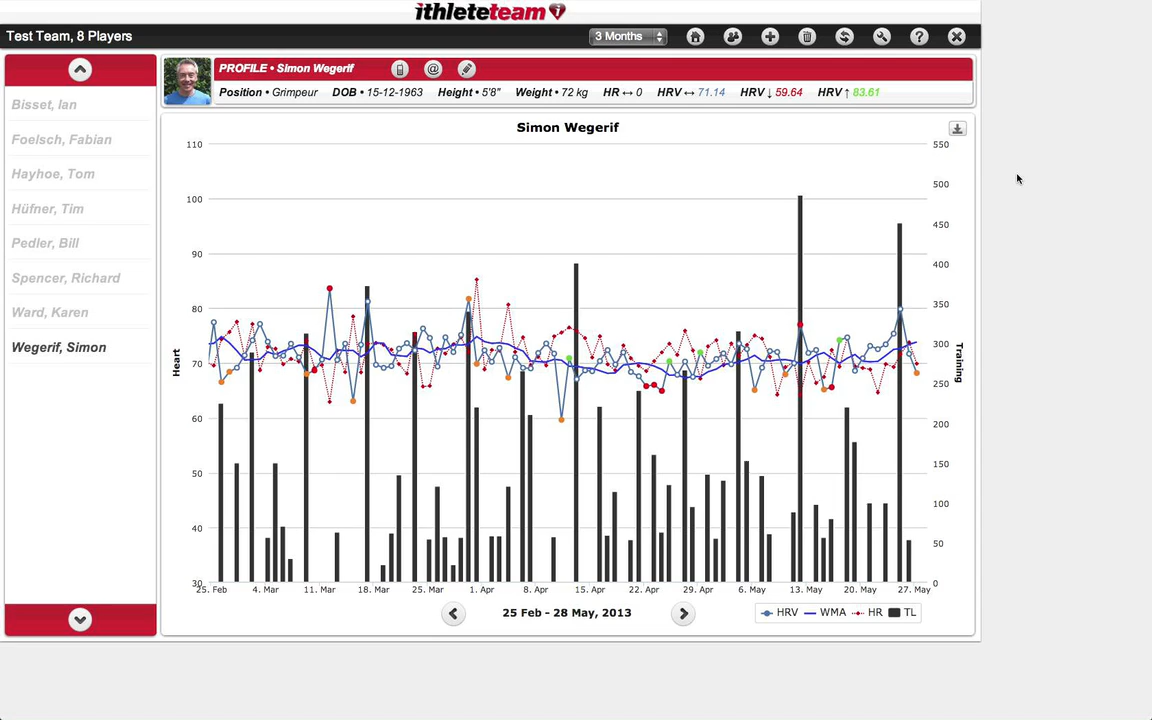 ithleteteam
Test Team, 8 Players
3 Months
Bisset, Ian
Foelsch, Fabian
Hayhoe, Tom
Hüfner, Tim
Pedler, Bill
Spencer, Richard
Ward, Karen
Wegerif, Simon
PROFILE • Simon Wegerif
@
Position • Grimpeur DOB • 15-12-1963 Height • 5'8" Weight • 72 kg HR ↔ 0 HRV ↔ 71.14 HRV ↓ 59.64 HRV ↑ 83.61
Simon Wegerif
110
100
90
80
70
60
50
40
30
Heart
550
500
450
400
350
300
250
200
150
100
50
0
Training
25. Feb 4. Mar 11. Mar 18. Mar 25. Mar 1. Apr 8. Apr 15. Apr 22. Apr 29. Apr 6. May 13. May 20. May 27. May
25 Feb - 28 May, 2013
HRV WMA HR TL